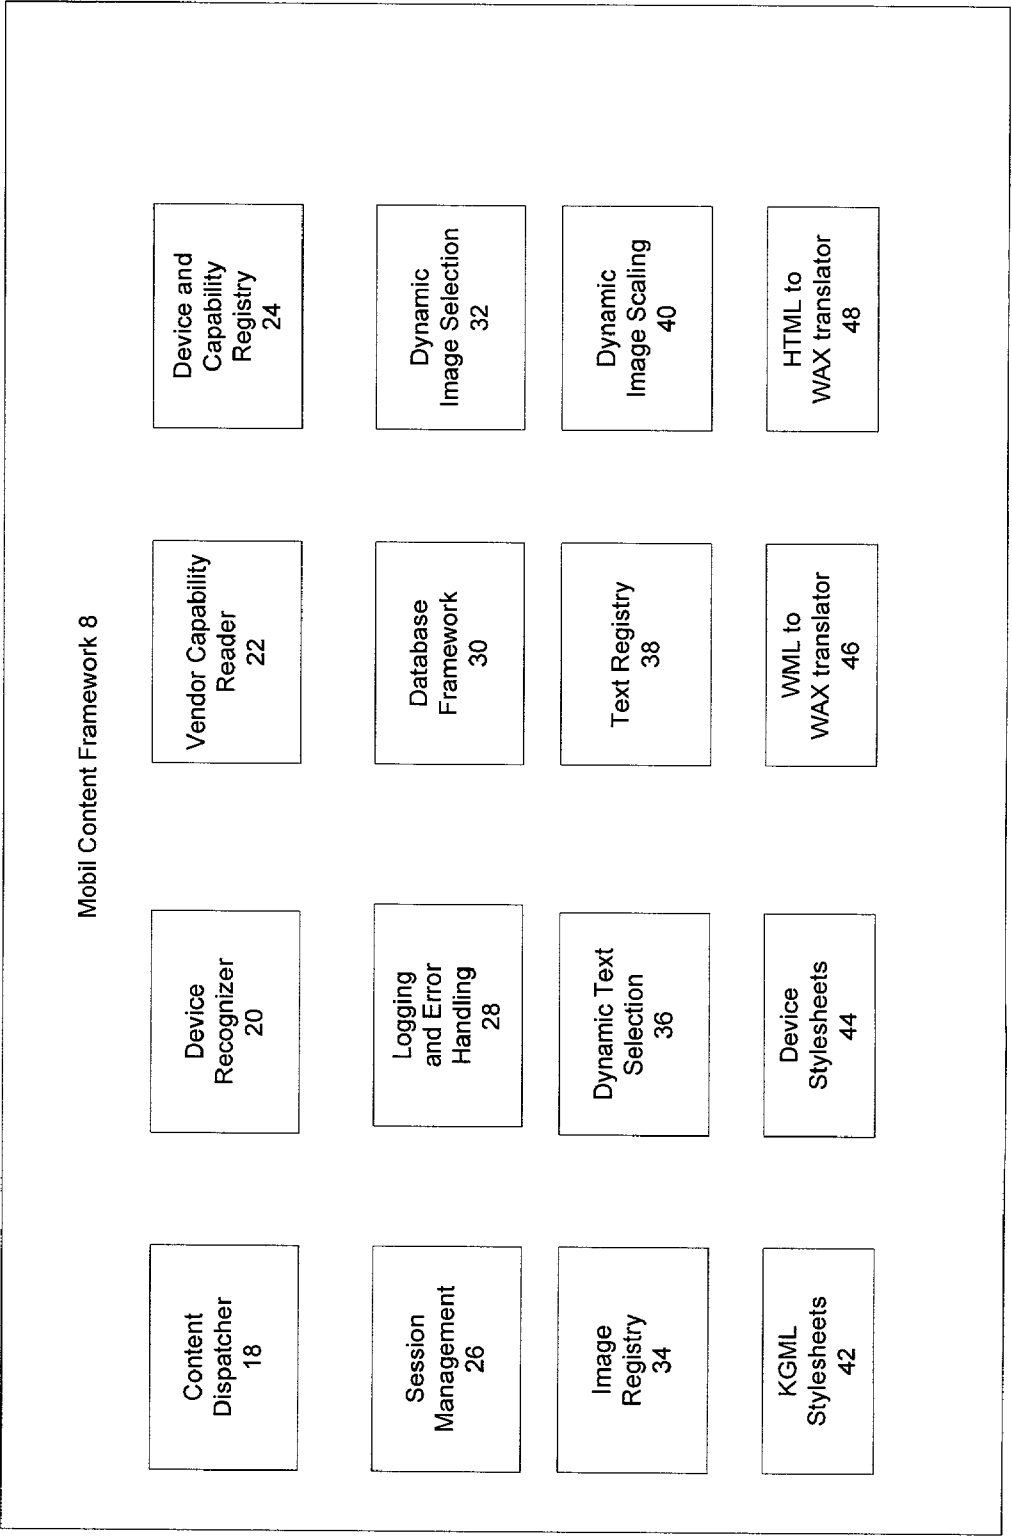 Mobil Content Framework 8
Content
Dispatcher
18
Device
Recognizer
20
Vendor Capability
Reader
22
Device and
Capability
Registry
24
Session
Management
26
Logging
and Error
Handling
28
Database
Framework
30
Dynamic
Image Selection
32
Image
Registry
34
Dynamic Text
Selection
36
Text Registry
38
Dynamic
Image Scaling
40
KGML
Stylesheets
42
Device
Stylesheets
44
WML to
WAX translator
46
HTML to
WAX translator
48